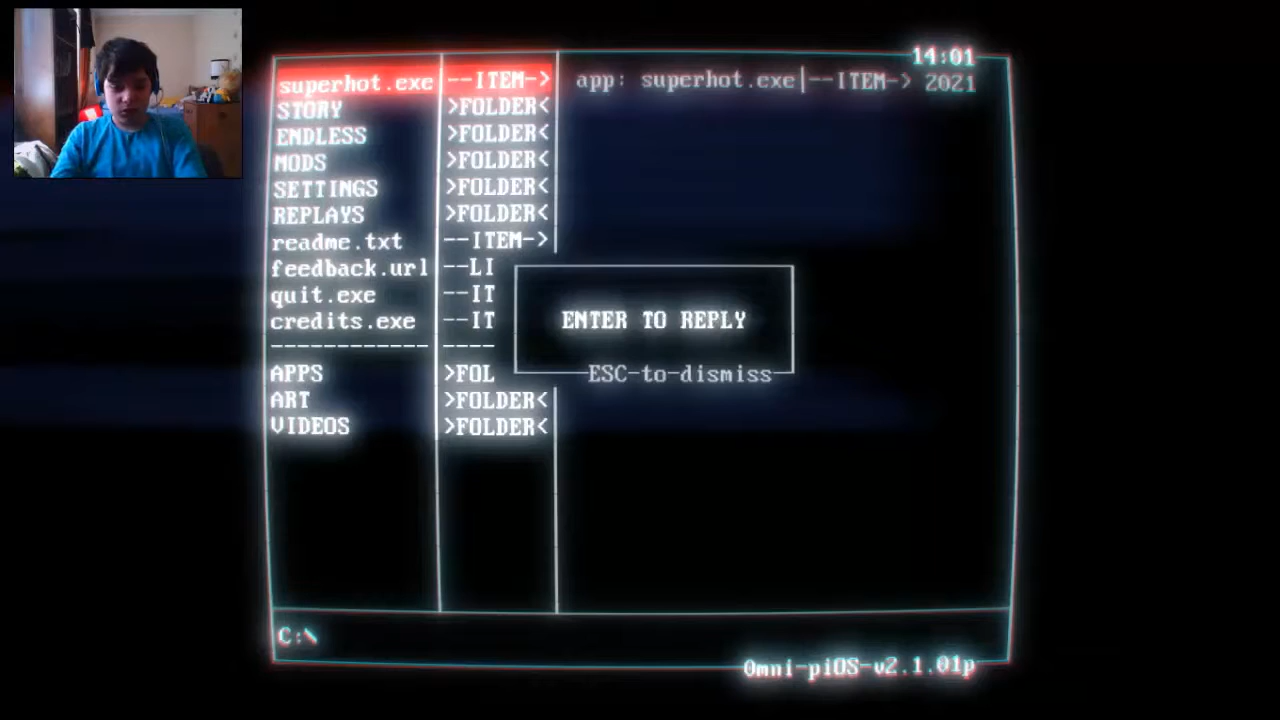 14:01
superhot.exe --ITEM-> app: superhot.exe|--ITEM-> 2021
STORY >FOLDER<
ENDLESS >FOLDER<
MODS >FOLDER<
SETTINGS >FOLDER<
REPLAYS >FOLDER<
readme.txt --ITEM->
feedback.url --LI
quit.exe --IT
credits.exe --IT
ENTER TO REPLY
------------ ----
APPS >FOL
ESC-to-dismiss
ART >FOLDER<
VIDEOS >FOLDER<
C:\
Omni-piOS-v2.1.01p